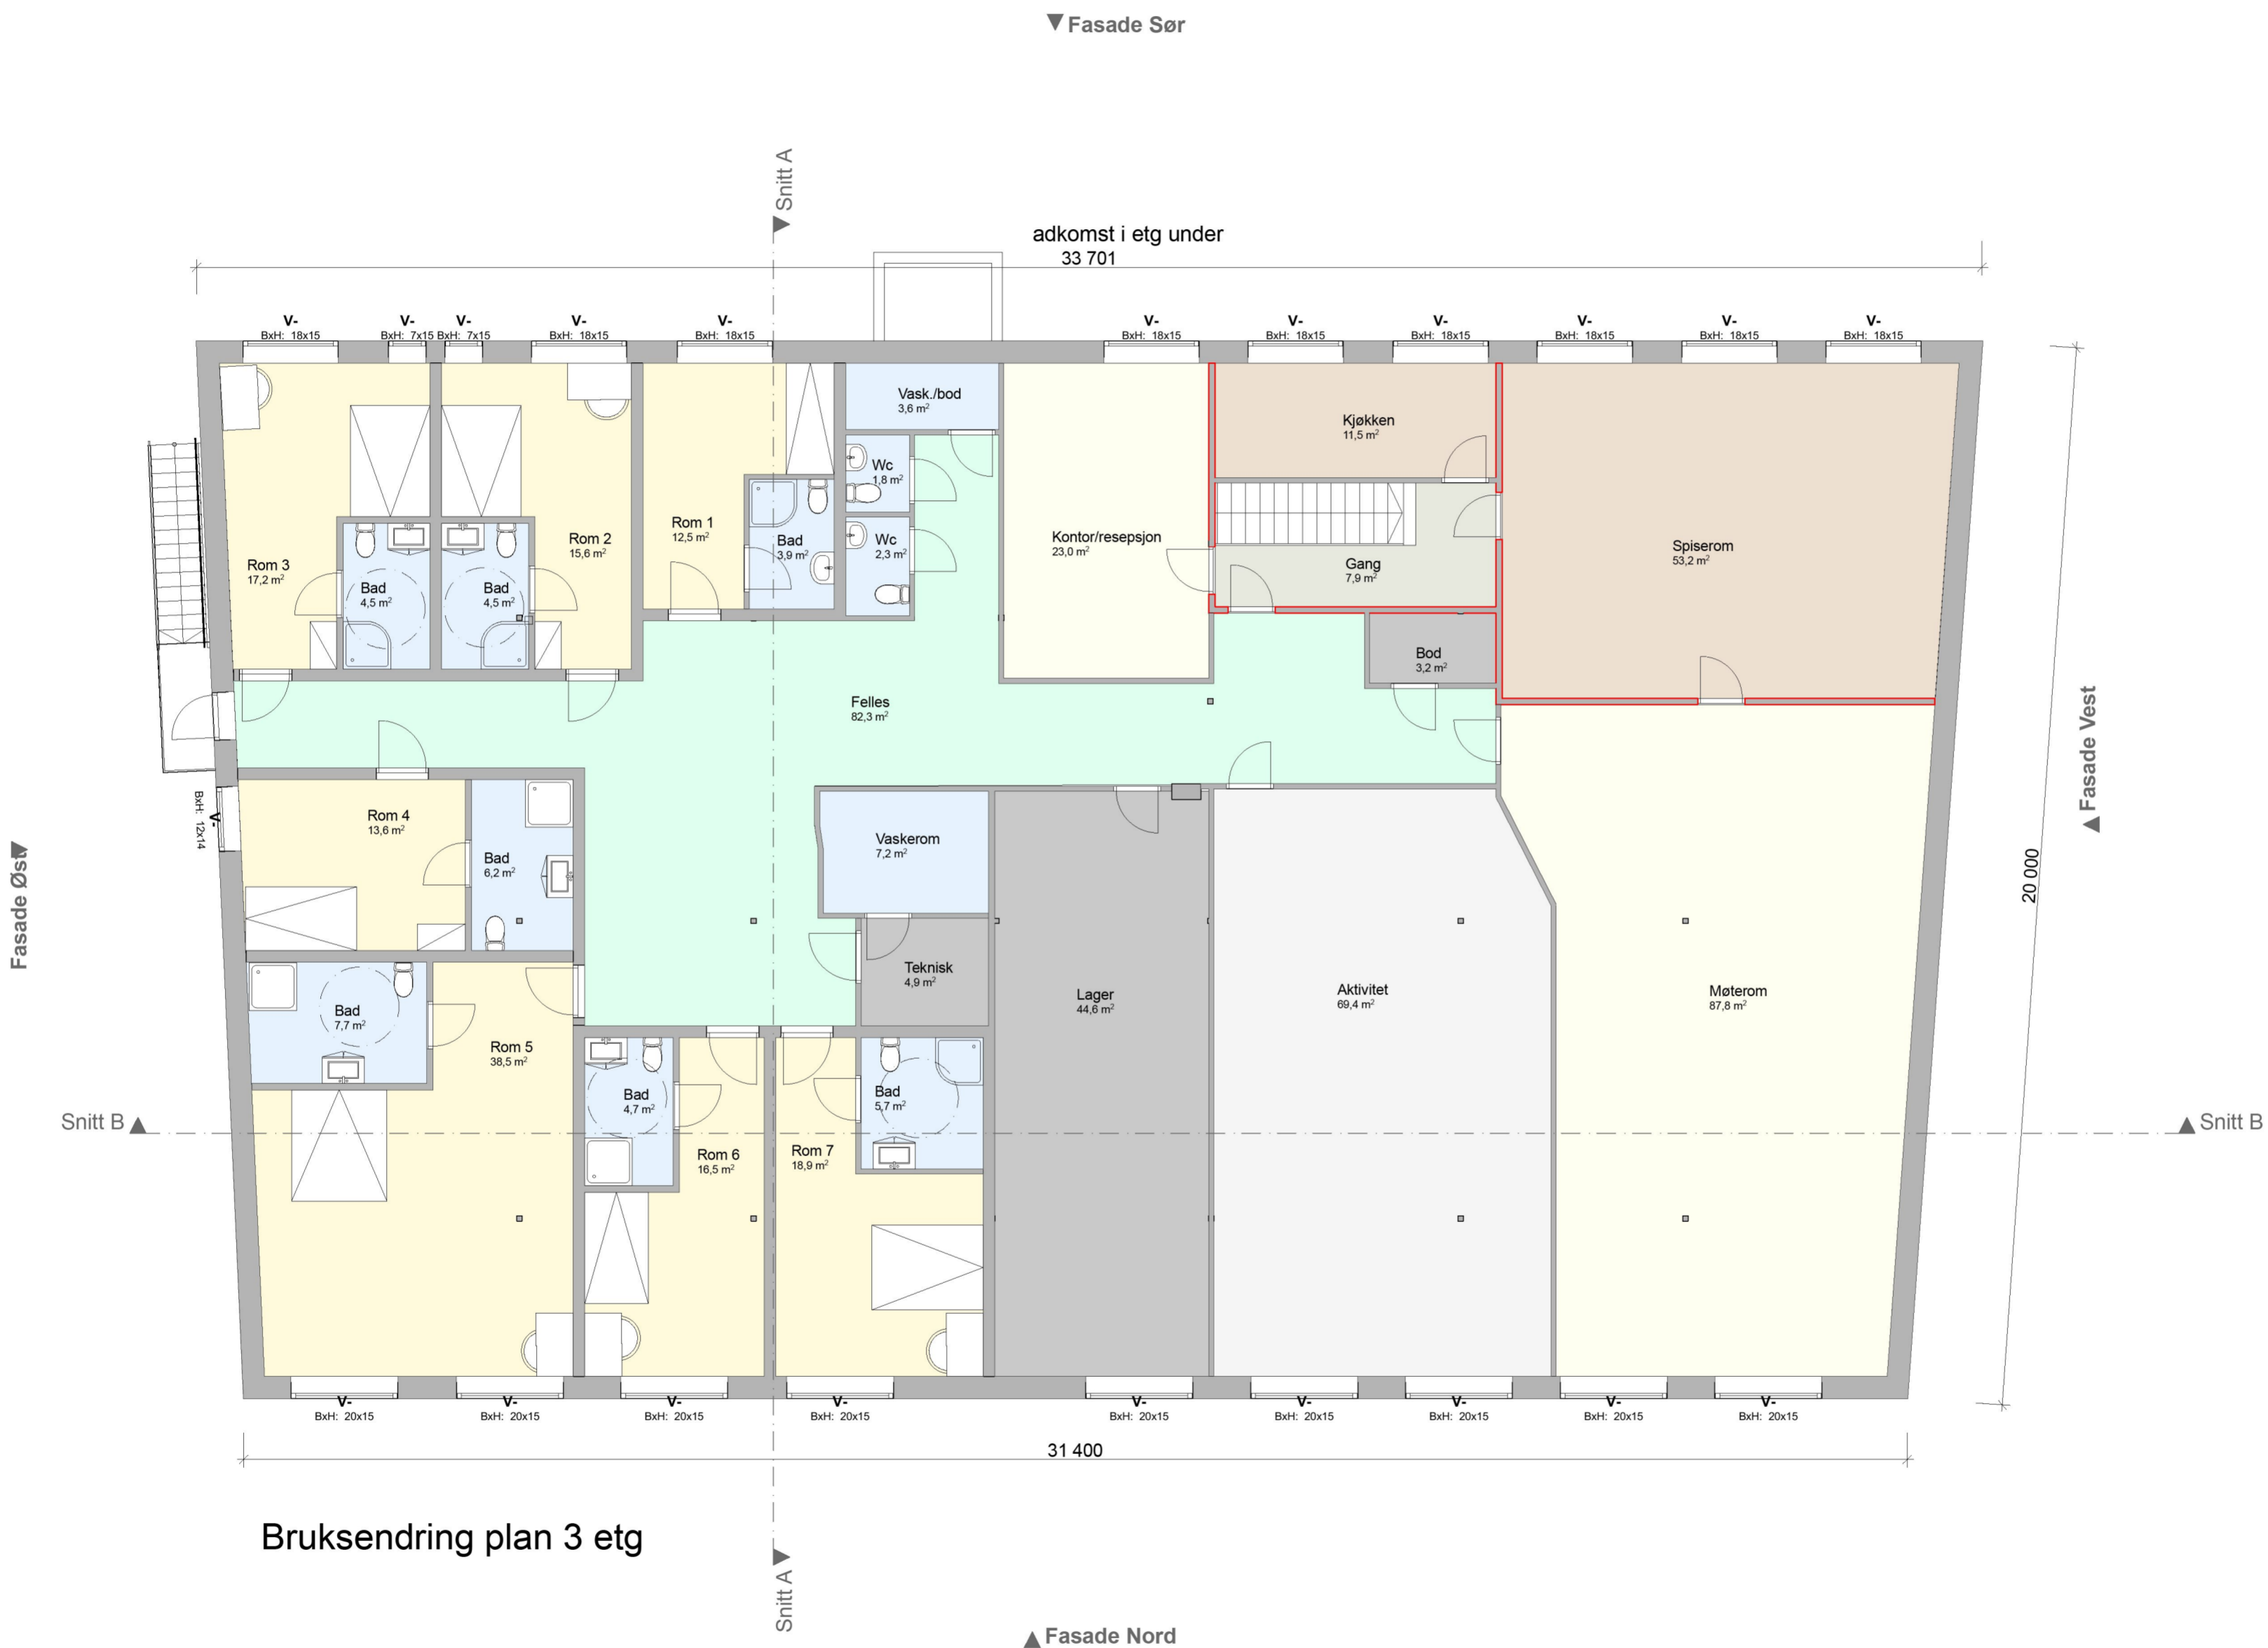 Fasade Sør
Snitt A
adkomst i etg under
33 701
V-
BxH: 18x15
V-
BxH: 7x15
V-
BxH: 7x15
V-
BxH: 18x15
V-
BxH: 18x15
V-
BxH: 18x15
V-
BxH: 18x15
V-
BxH: 18x15
V-
BxH: 18x15
V-
BxH: 18x15
V-
BxH: 18x15
Vask./bod
3,6 m²
Kjøkken
11,5 m²
Wc
1,8 m²
Rom 1
12,5 m²
Rom 2
15,6 m²
Bad
3,9 m²
Wc
2,3 m²
Kontor/resepsjon
23,0 m²
Spiserom
53,2 m²
Rom 3
17,2 m²
Gang
7,9 m²
Bad
4,5 m²
Bad
4,5 m²
Bod
3,2 m²
Felles
82,3 m²
Fasade Vest
V-
BxH: 12x14
Rom 4
13,6 m²
Vaskerom
7,2 m²
Bad
6,2 m²
Fasade Øst
20 000
Teknisk
4,9 m²
Aktivitet
69,4 m²
Møterom
87,8 m²
Lager
44,6 m²
Bad
7,7 m²
Rom 5
38,5 m²
Bad
4,7 m²
Bad
5,7 m²
Snitt B
Snitt B
Rom 6
16,5 m²
Rom 7
18,9 m²
V-
BxH: 20x15
V-
BxH: 20x15
V-
BxH: 20x15
V-
BxH: 20x15
V-
BxH: 20x15
V-
BxH: 20x15
V-
BxH: 20x15
V-
BxH: 20x15
V-
BxH: 20x15
31 400
Bruksendring plan 3 etg
Snitt A
Fasade Nord